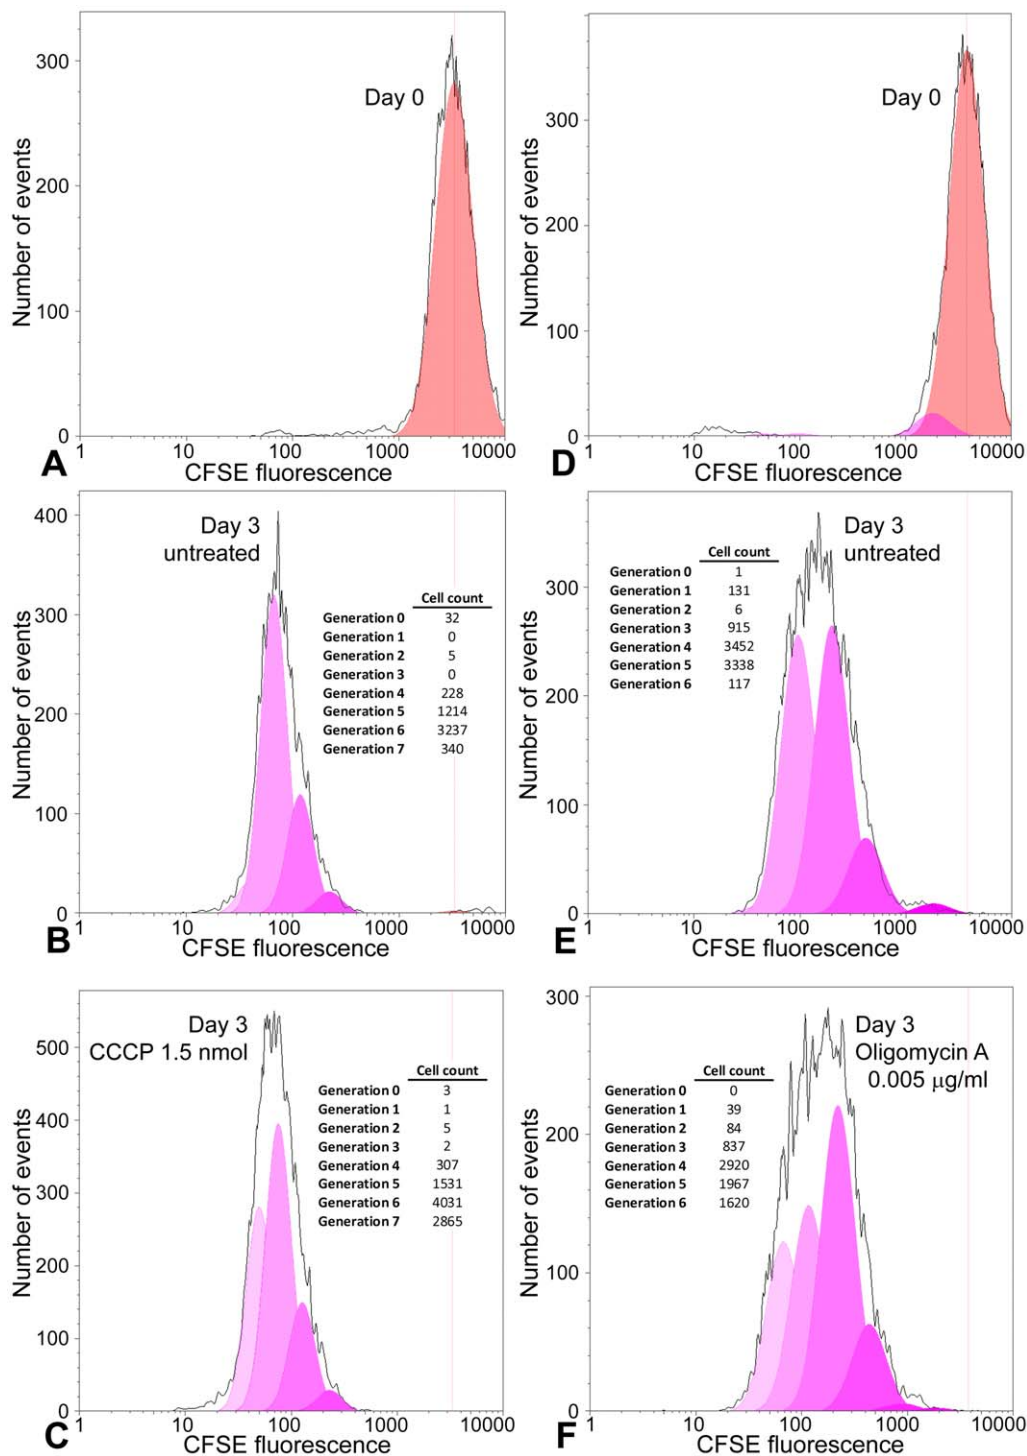 Day 0
Number of events
300
200
100
0
1
10
100
1000
10000
CFSE fluorescence
A
Day 0
Number of events
300
200
100
0
1
10
100
1000
10000
CFSE fluorescence
D
Day 3
untreated
Number of events
400
300
200
100
0
Cell count
Generation 0 32
Generation 1 0
Generation 2 5
Generation 3 0
Generation 4 228
Generation 5 1214
Generation 6 3237
Generation 7 340
1
10
100
1000
10000
CFSE fluorescence
B
Day 3
untreated
Number of events
300
200
100
0
Cell count
Generation 0 1
Generation 1 131
Generation 2 6
Generation 3 915
Generation 4 3452
Generation 5 3338
Generation 6 117
1
10
100
1000
10000
CFSE fluorescence
E
Day 3
CCCP 1.5 nmol
Number of events
500
400
300
200
100
0
Cell count
Generation 0 3
Generation 1 1
Generation 2 5
Generation 3 2
Generation 4 307
Generation 5 1531
Generation 6 4031
Generation 7 2865
1
10
100
1000
10000
CFSE fluorescence
C
Day 3
Oligomycin A
0.005 μg/ml
Number of events
300
200
100
0
Cell count
Generation 0 0
Generation 1 39
Generation 2 84
Generation 3 837
Generation 4 2920
Generation 5 1967
Generation 6 1620
1
10
100
1000
10000
CFSE fluorescence
F